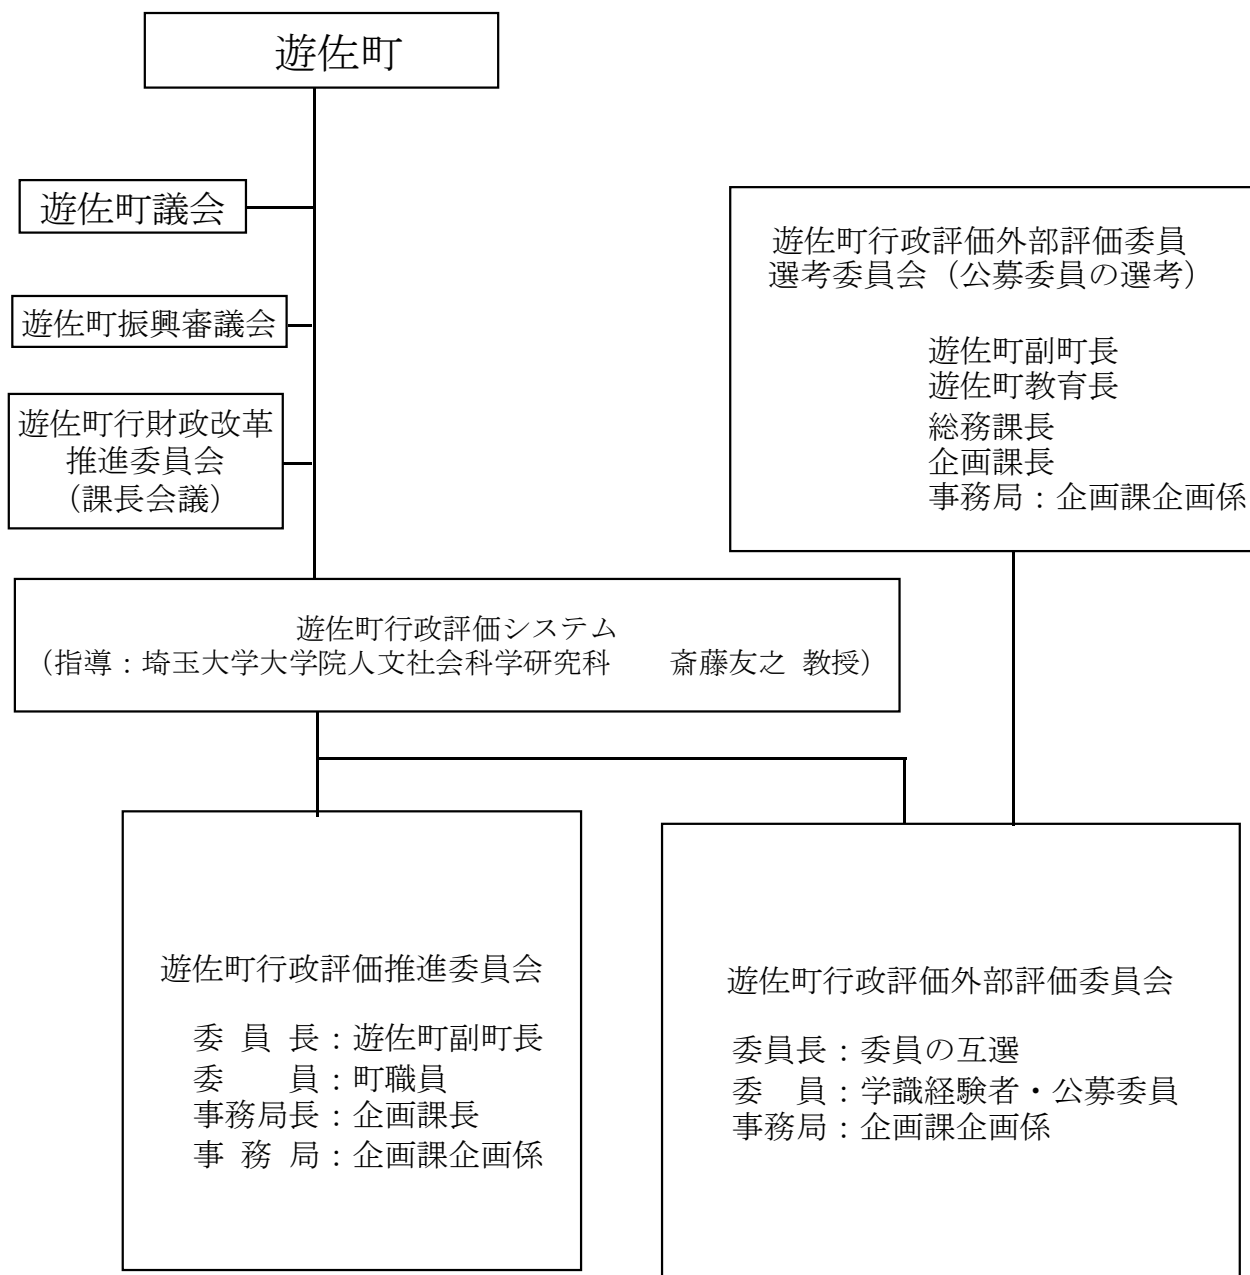 遊佐町
遊佐町議会
遊佐町振興審議会
遊佐町行財政改革
推進委員会
（課長会議）
遊佐町行政評価外部評価委員
選考委員会（公募委員の選考）
遊佐町副町長
遊佐町教育長
総務課長
企画課長
事務局：企画課企画係
遊佐町行政評価システム
（指導：埼玉大学大学院人文社会科学研究科　　斎藤友之 教授）
遊佐町行政評価推進委員会
委 員 長：遊佐町副町長
委　　員：町職員
事務局長：企画課長
事 務 局：企画課企画係
遊佐町行政評価外部評価委員会
委員長：委員の互選
委　員：学識経験者・公募委員
事務局：企画課企画係